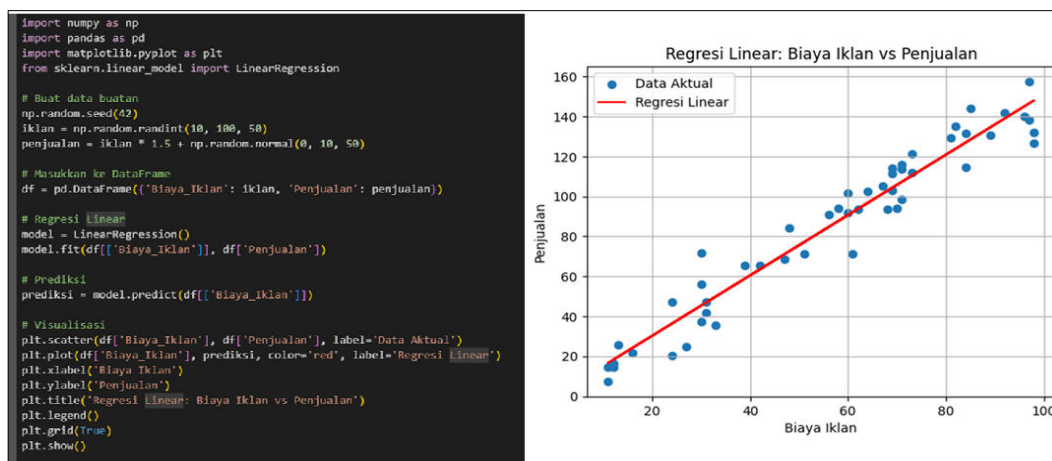 import numpy as np
import pandas as pd
import matplotlib.pyplot as plt
from sklearn.linear_model import LinearRegression
# Buat data buatan
np.random.seed(42)
iklan = np.random.randint(10, 100, 50)
penjualan = iklan * 1.5 + np.random.normal(0, 10, 50)
# Masukkan ke DataFrame
df = pd.DataFrame({'Biaya_Iklan': iklan, 'Penjualan': penjualan})
# Regresi Linear
model = LinearRegression()
model.fit(df[['Biaya_Iklan']], df['Penjualan'])
# Prediksi
prediksi = model.predict(df[['Biaya_Iklan']])
# Visualisasi
plt.scatter(df['Biaya_Iklan'], df['Penjualan'], label='Data Aktual')
plt.plot(df['Biaya_Iklan'], prediksi, color='red', label='Regresi Linear')
plt.xlabel('Biaya Iklan')
plt.ylabel('Penjualan')
plt.title('Regresi Linear: Biaya Iklan vs Penjualan')
plt.legend()
plt.grid(True)
plt.show()
Regresi Linear: Biaya Iklan vs Penjualan
Data Aktual
Regresi Linear
160
140
120
100
80
60
40
20
0
Penjualan
20
40
60
80
100
Biaya Iklan